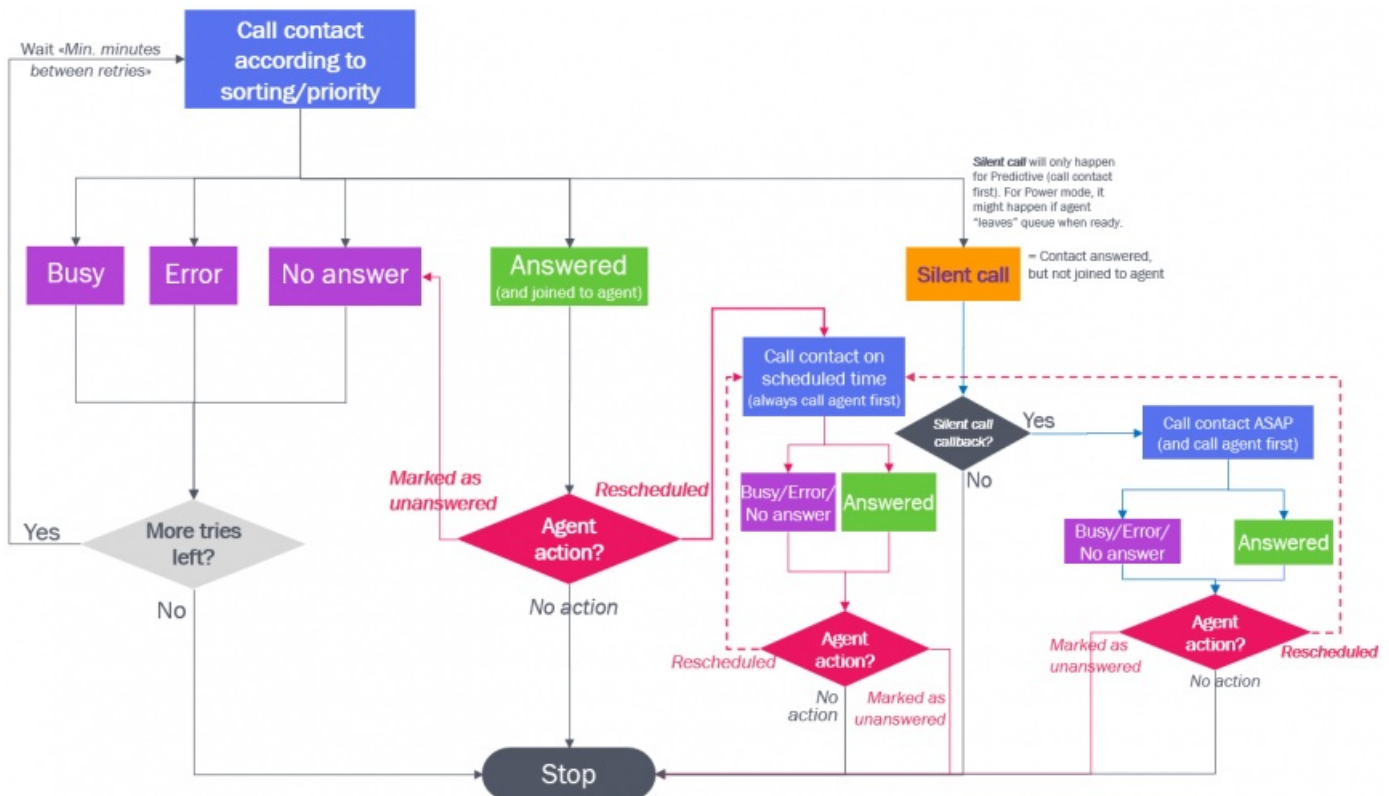 Call contact
according to
sorting/priority
Wait «Min. minutes
between retries»
Silent call will only happen
for Predictive (call contact
first). For Power mode, it
might happen if agent
"leaves" queue when ready.
Busy
Error
No answer
Answered
(and joined to agent)
Silent call
= Contact answered,
but not joined to agent
Call contact on
scheduled time
(always call agent first)
Silent call
callback?
Yes
No
Call contact ASAP
(and call agent first)
Marked as
unanswered
Rescheduled
Busy/Error/
No answer
Answered
Busy/Error/
No answer
Answered
Yes
More tries
left?
No
Agent
action?
No action
Agent
action?
Rescheduled
No
action
Marked as
unanswered
Agent
action?
Marked as
unanswered
Rescheduled
No action
Stop